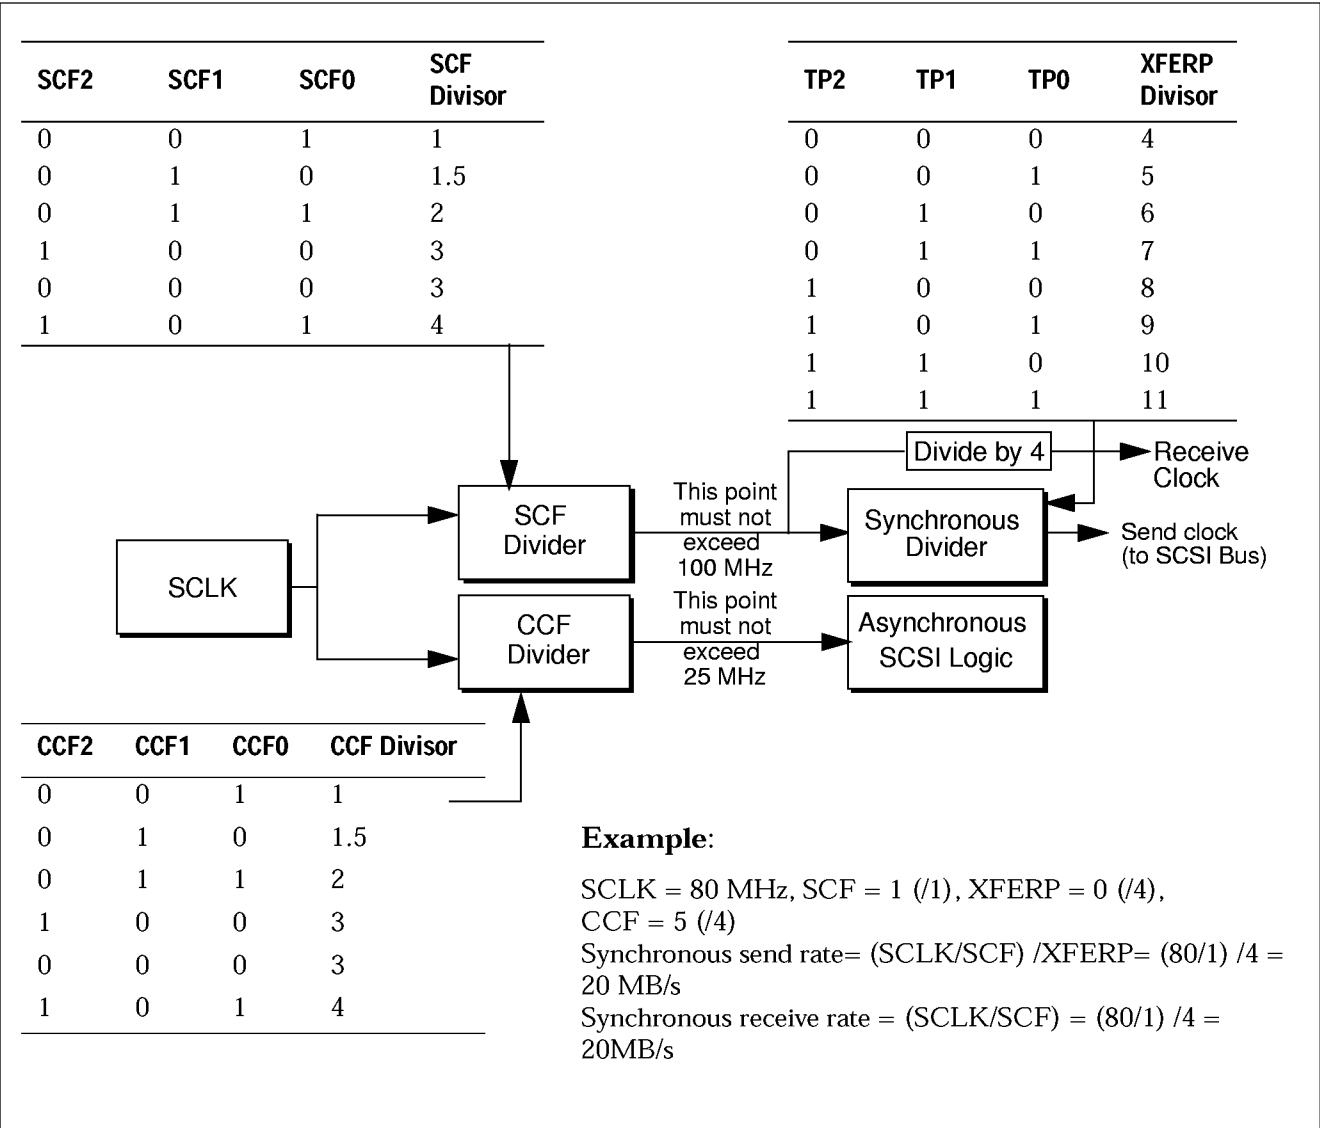 SCF2 SCF1 SCF0 SCF Divisor
0 0 1 1
0 1 0 1.5
0 1 1 2
1 0 0 3
0 0 0 3
1 0 1 4
TP2 TP1 TP0 XFERP Divisor
0 0 0 4
0 0 1 5
0 1 0 6
0 1 1 7
1 0 0 8
1 0 1 9
1 1 0 10
1 1 1 11
Divide by 4
Receive
Clock
SCLK
SCF
Divider
This point
must not
exceed
100 MHz
Synchronous
Divider
Send clock
(to SCSI Bus)
CCF
Divider
This point
must not
exceed
25 MHz
Asynchronous
SCSI Logic
CCF2 CCF1 CCF0 CCF Divisor
0 0 1 1
0 1 0 1.5
0 1 1 2
1 0 0 3
0 0 0 3
1 0 1 4
Example:
SCLK = 80 MHz, SCF = 1 (/1), XFERP = 0 (/4),
CCF = 5 (/4)
Synchronous send rate= (SCLK/SCF) /XFERP= (80/1) /4 =
20 MB/s
Synchronous receive rate = (SCLK/SCF) = (80/1) /4 =
20MB/s